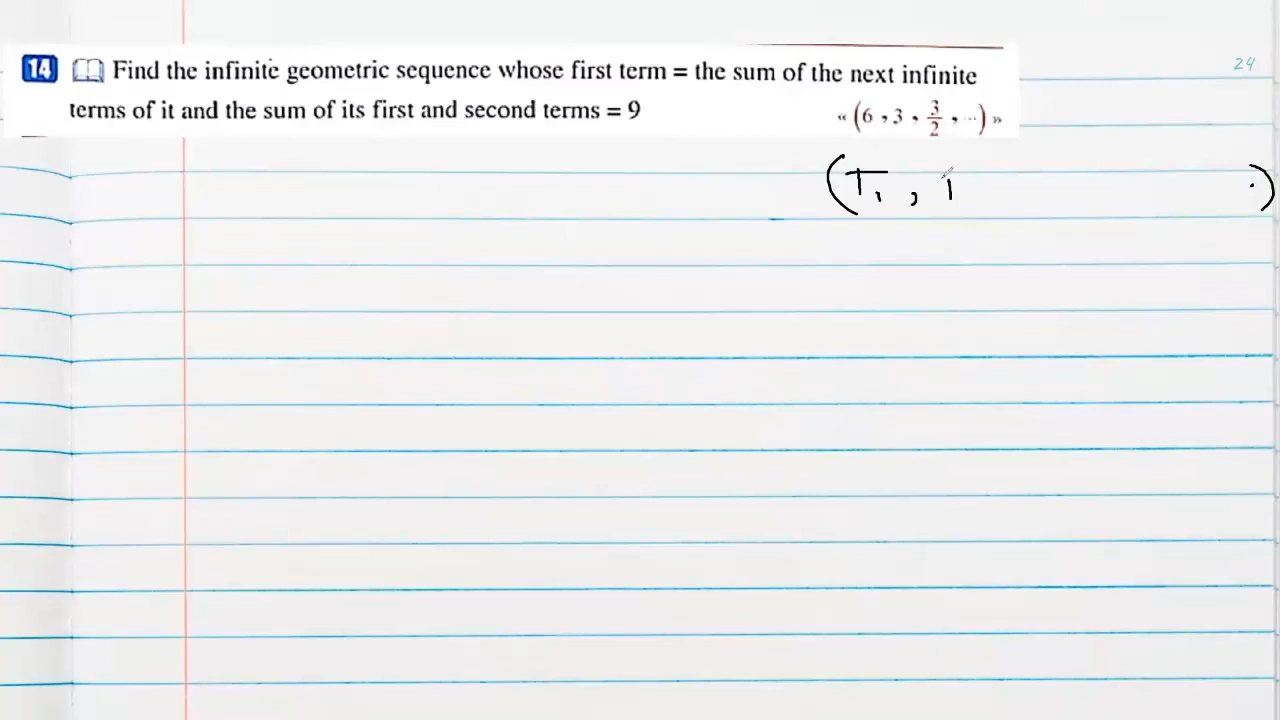 14 Find the infinite geometric sequence whose first term = the sum of the next infinite
terms of it and the sum of its first and second terms = 9
« (6 , 3 , 3/2 , ...) »
24
(T₁ ,        .)